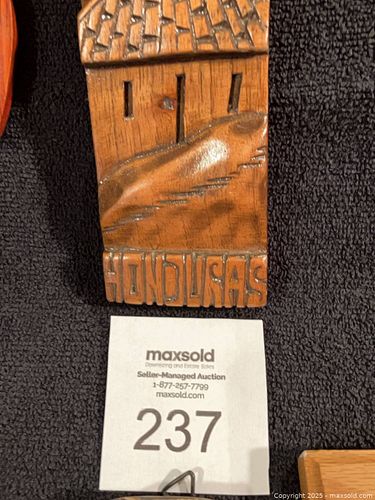 HONDURAS
maxsold
Downsizing and Estate Sales
Seller-Managed Auction
1-877-257-7799
maxsold.com
237
Copyright 2025 - maxsold.com